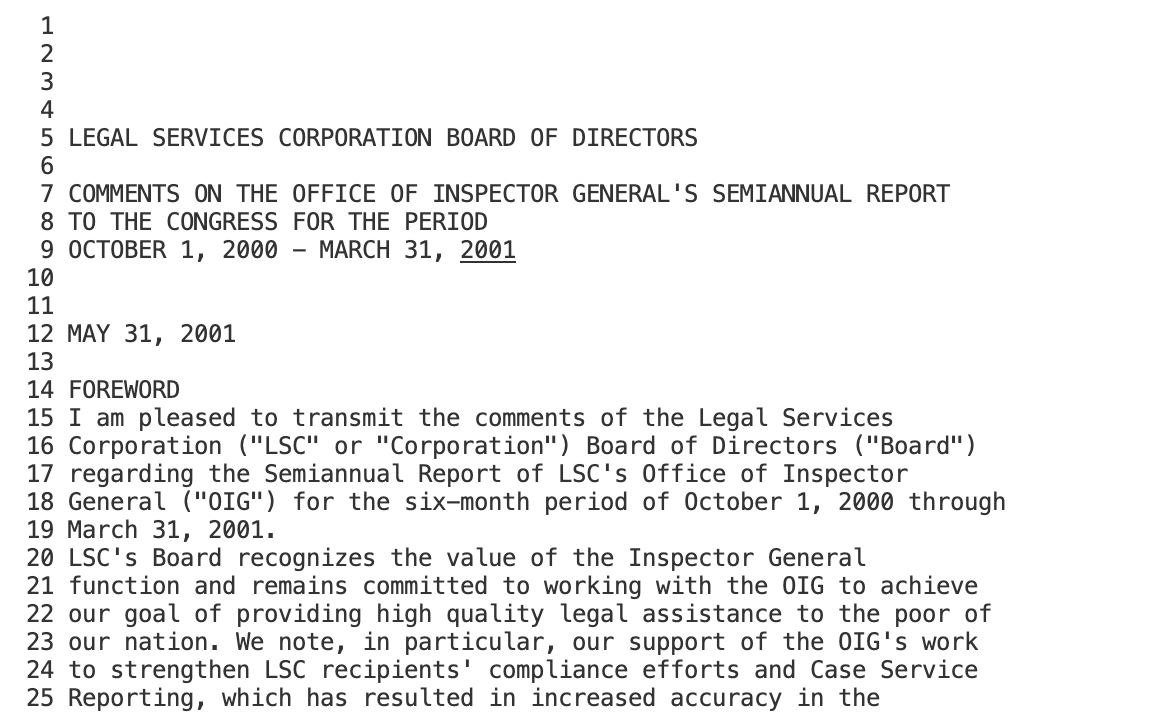 1
2
3
4
5 LEGAL SERVICES CORPORATION BOARD OF DIRECTORS
6
7 COMMENTS ON THE OFFICE OF INSPECTOR GENERAL'S SEMIANNUAL REPORT
8 TO THE CONGRESS FOR THE PERIOD
9 OCTOBER 1, 2000 – MARCH 31, 2001
10
11
12 MAY 31, 2001
13
14 FOREWORD
15 I am pleased to transmit the comments of the Legal Services
16 Corporation ("LSC" or "Corporation") Board of Directors ("Board")
17 regarding the Semiannual Report of LSC's Office of Inspector
18 General ("OIG") for the six–month period of October 1, 2000 through
19 March 31, 2001.
20 LSC's Board recognizes the value of the Inspector General
21 function and remains committed to working with the OIG to achieve
22 our goal of providing high quality legal assistance to the poor of
23 our nation. We note, in particular, our support of the OIG's work
24 to strengthen LSC recipients' compliance efforts and Case Service
25 Reporting, which has resulted in increased accuracy in the